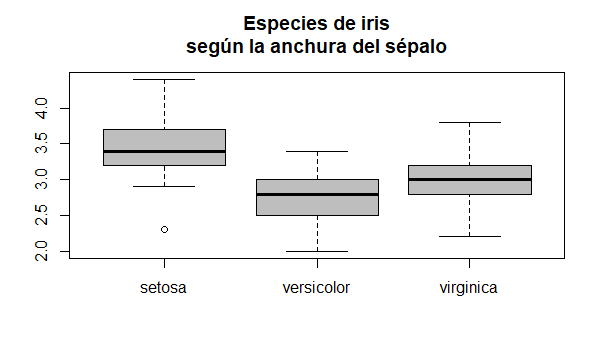 Especies de iris
según la anchura del sépalo
4.0
3.5
3.0
2.5
2.0
setosa versicolor virginica